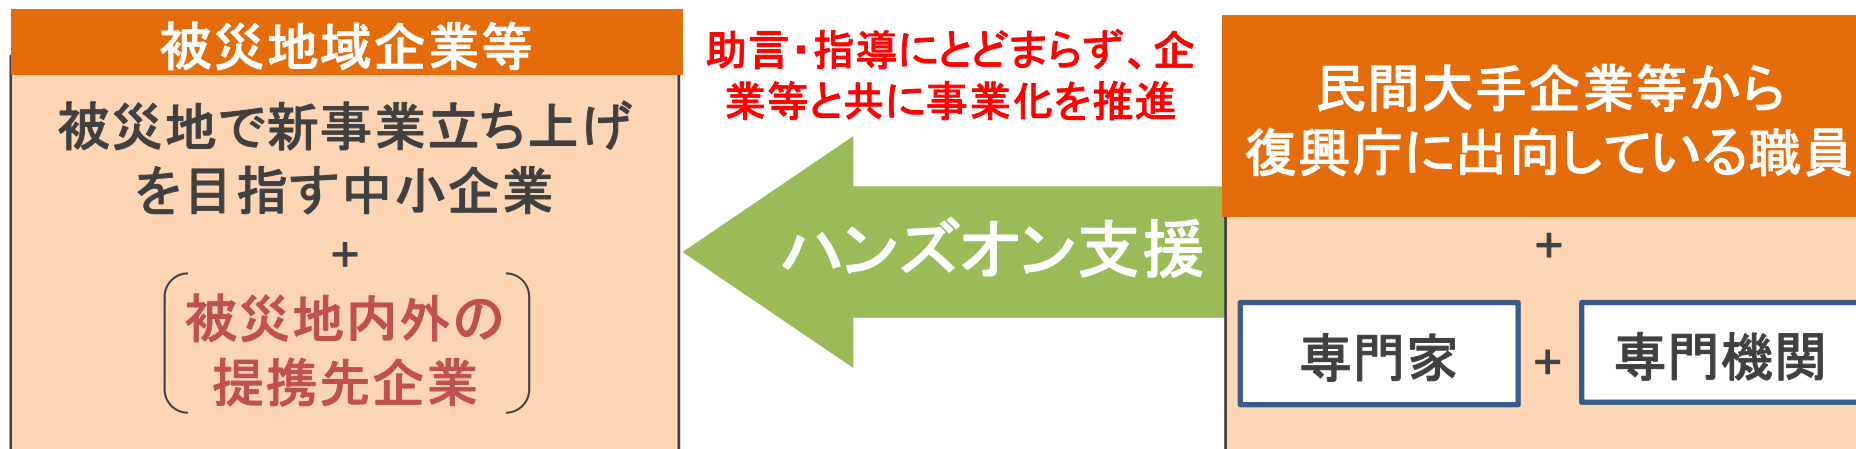 被災地域企業等
被災地で新事業立ち上げ
を目指す中小企業
+
被災地内外の
提携先企業
助言・指導にとどまらず、企
業等と共に事業化を推進
ハンズオン支援
民間大手企業等から
復興庁に出向している職員
+
専門家
+
専門機関